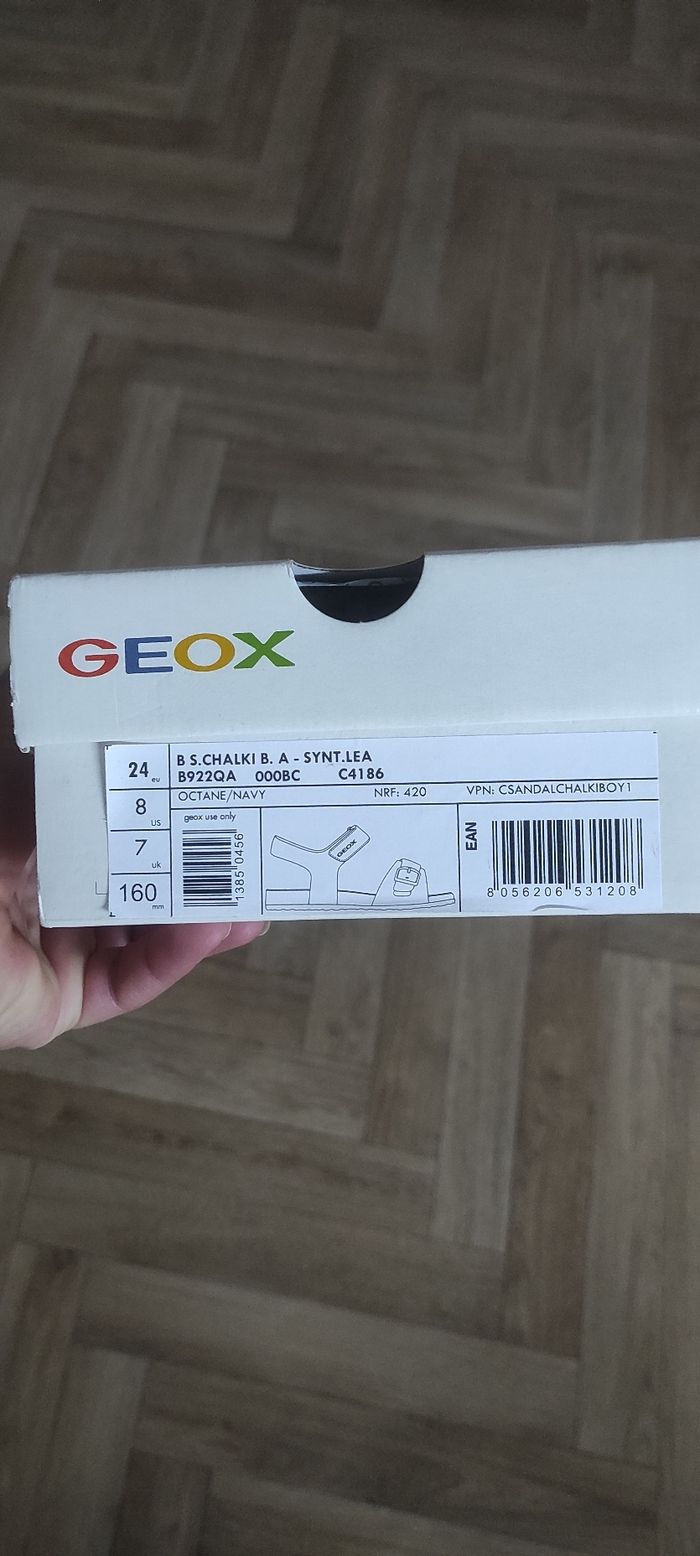 GEOX
24 eu
B S.CHALKI B. A - SYNT.LEA
B922QA 000BC C4186
8 us
OCTANE/NAVY NRF: 420 VPN: CSANDALCHALKIBOY1
7 uk
geox use only
1385 0456
GEOX
EAN
8 056206 531208
160 mm